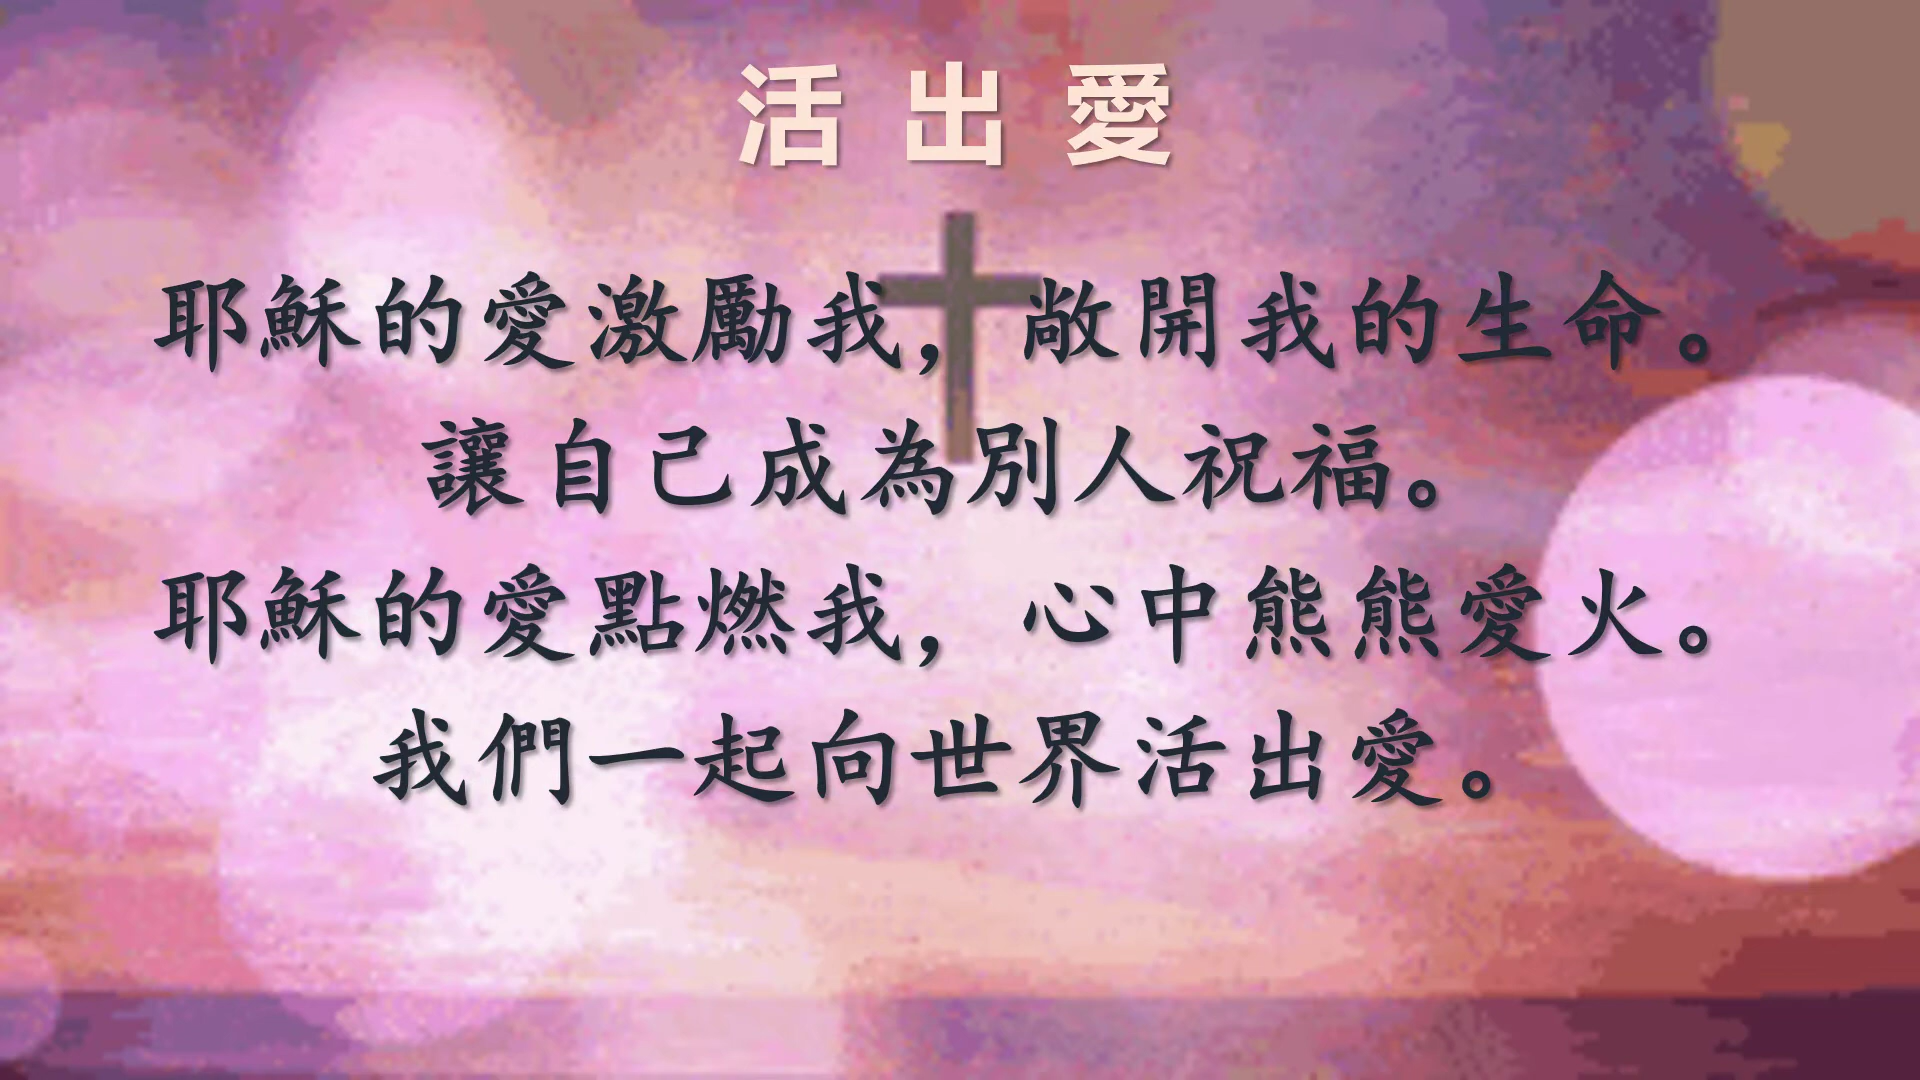 活出愛
耶穌的愛激勵我，敞開我的生命。
讓自己成為別人祝福。
耶穌的愛點燃我，心中熊熊愛火。
我們一起向世界活出愛。